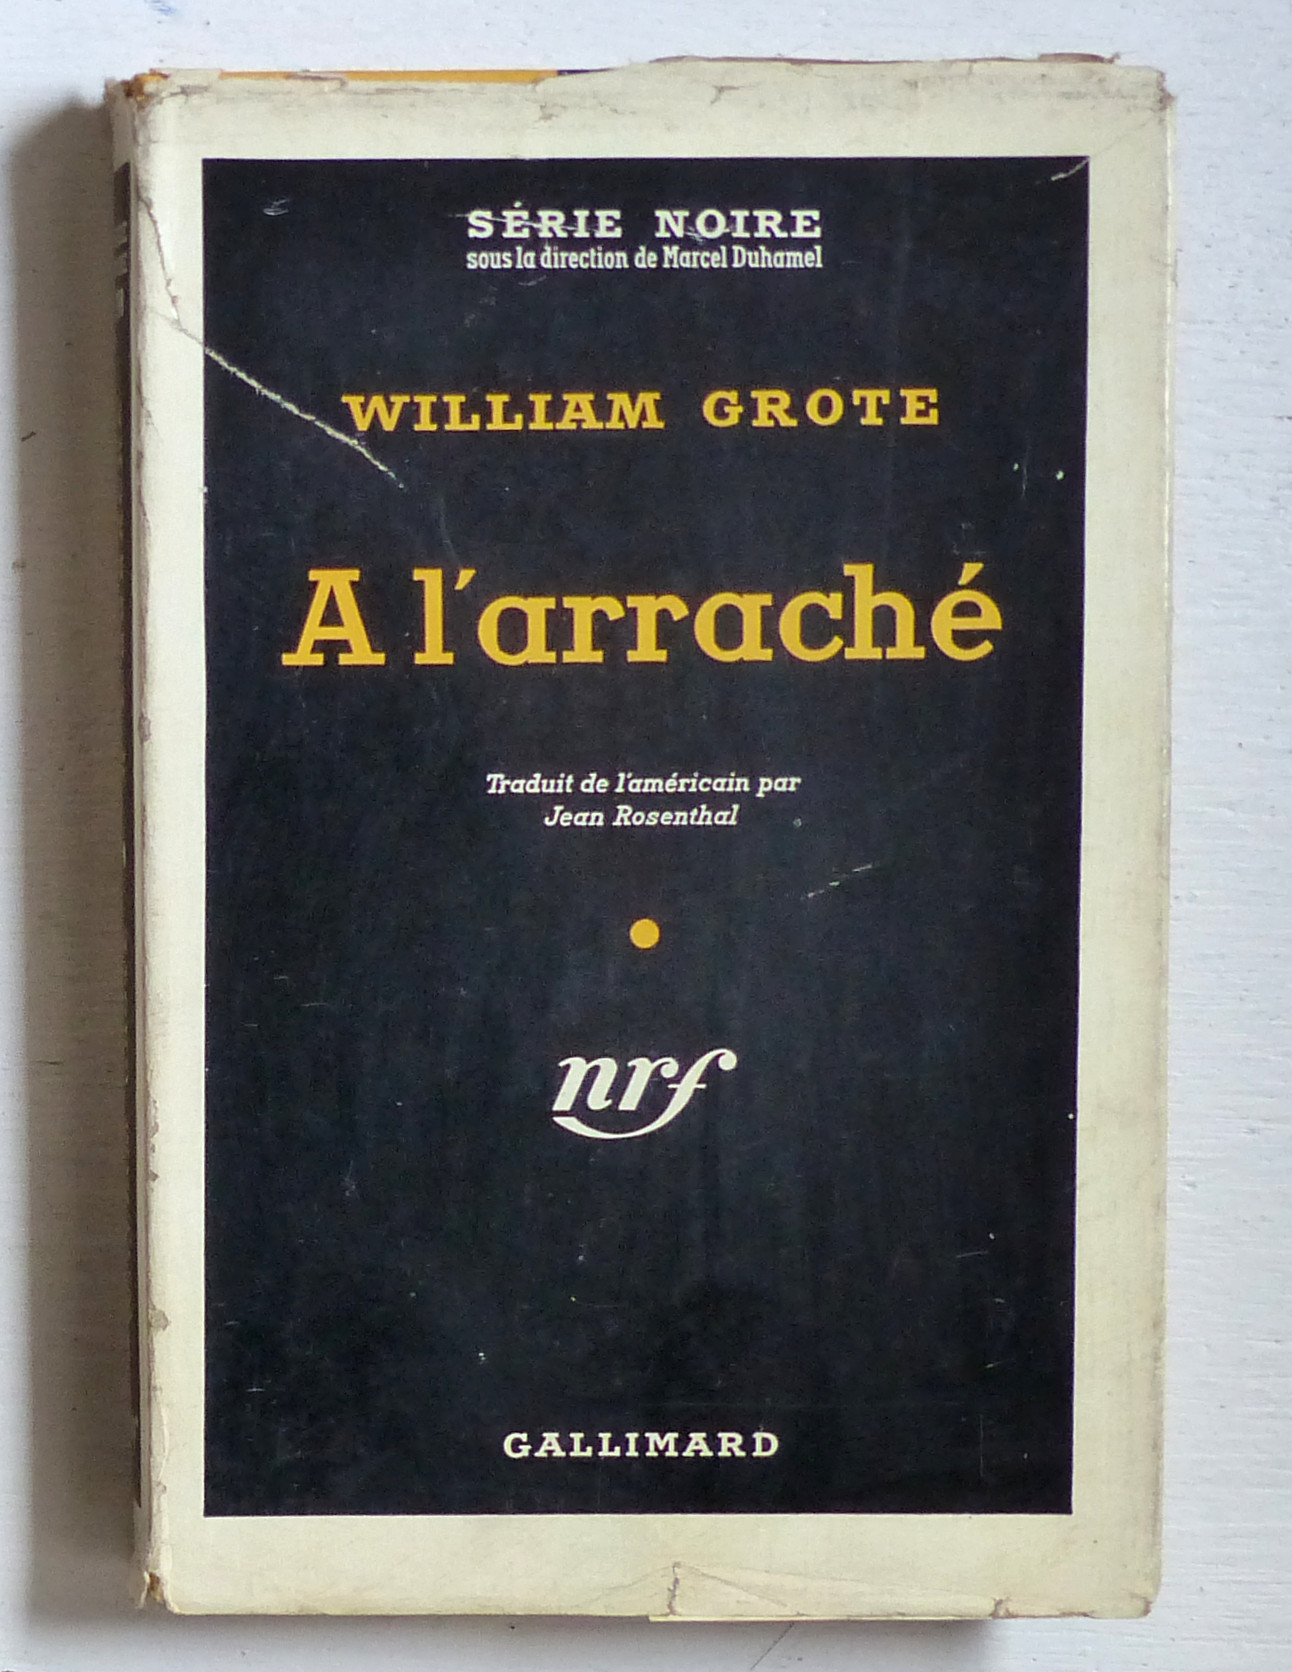 SÉRIE NOIRE
sous la direction de Marcel Duhamel
WILLIAM GROTE
A l'arraché
Traduit de l'américain par
Jean Rosenthal
nrf
GALLIMARD